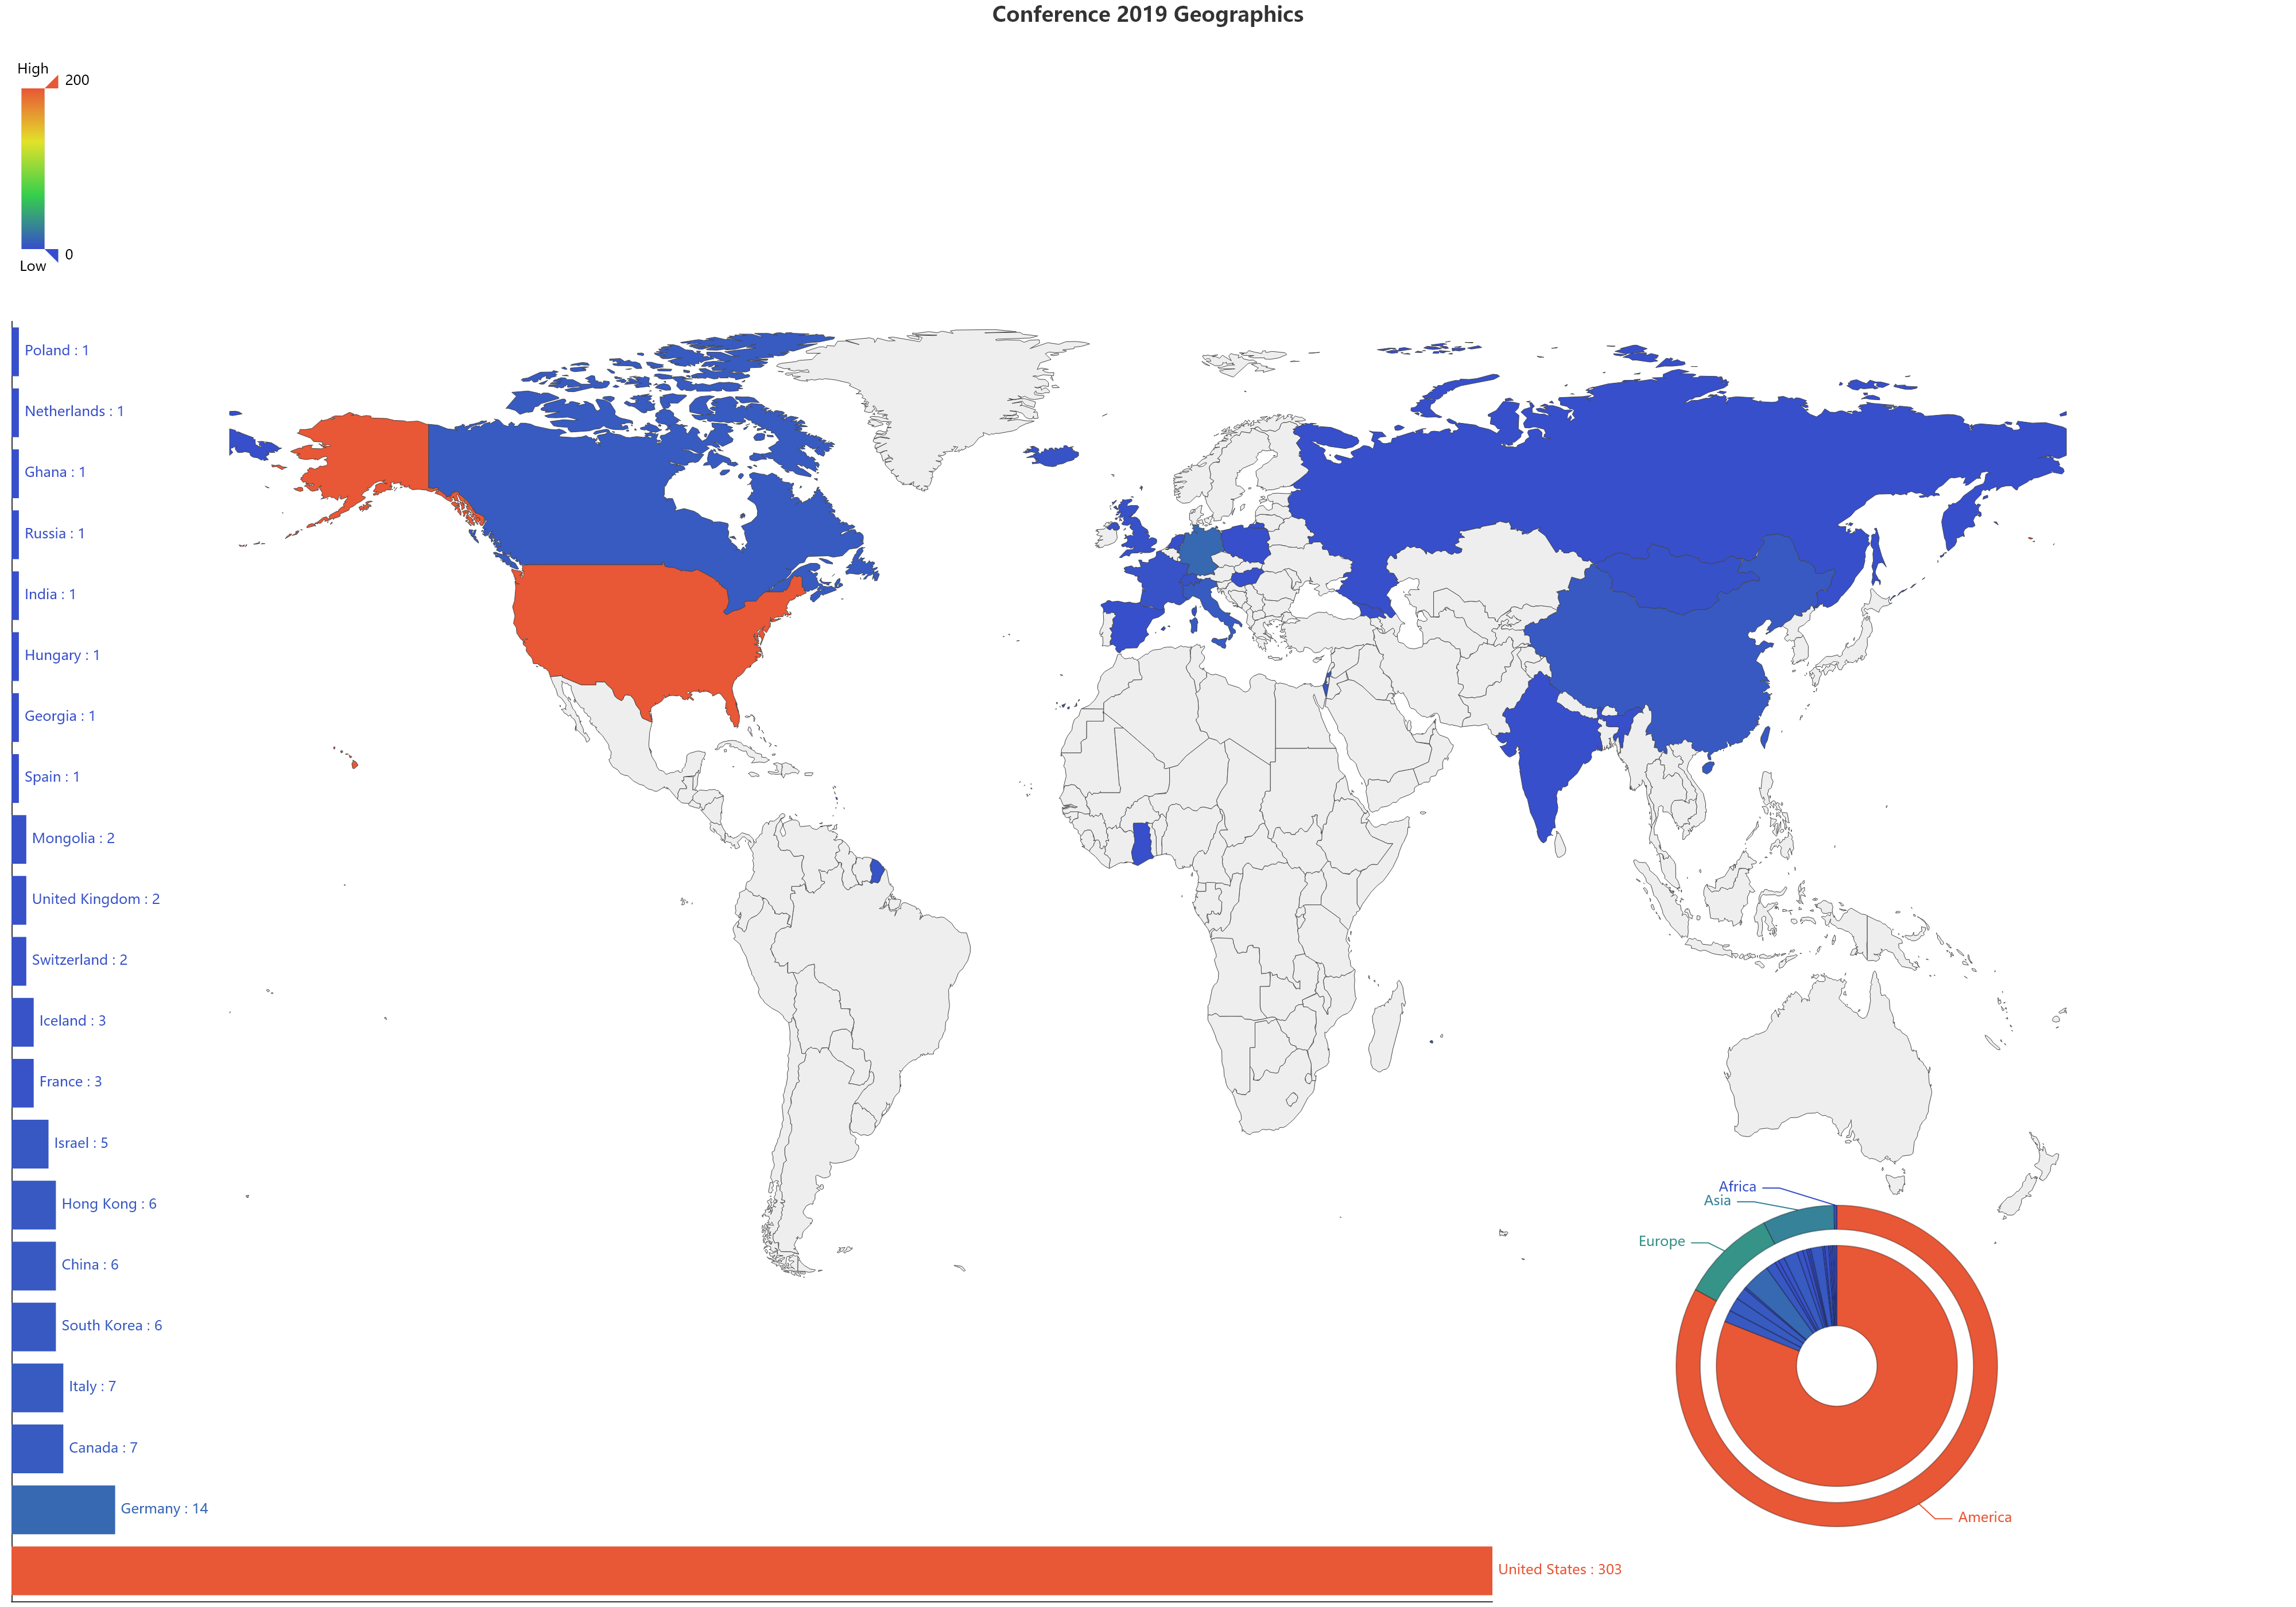 Conference 2019 Geographics
High
200
0
Low
Poland : 1
Netherlands : 1
Ghana : 1
Russia : 1
India : 1
Hungary : 1
Georgia : 1
Spain : 1
Mongolia : 2
United Kingdom : 2
Switzerland : 2
Iceland : 3
France : 3
Israel : 5
Hong Kong : 6
China : 6
South Korea : 6
Italy : 7
Canada : 7
Germany : 14
United States : 303
Africa
Asia
Europe
America